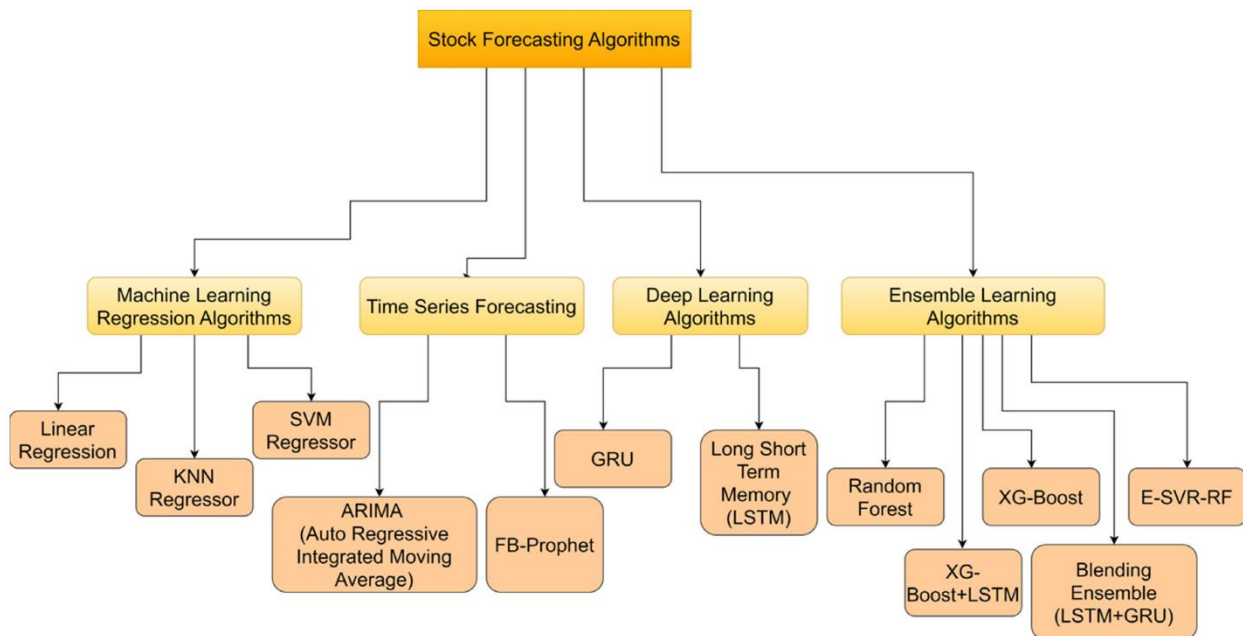 Stock Forecasting Algorithms
Machine Learning
Regression Algorithms
Time Series Forecasting
Deep Learning
Algorithms
Ensemble Learning
Algorithms
Linear
Regression
KNN
Regressor
SVM
Regressor
ARIMA
(Auto Regressive
Integrated Moving
Average)
FB-Prophet
GRU
Long Short
Term
Memory
(LSTM)
Random
Forest
XG-
Boost+LSTM
XG-Boost
Blending
Ensemble
(LSTM+GRU)
E-SVR-RF